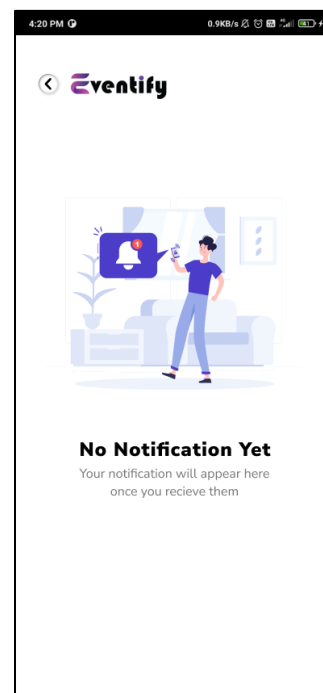 4:20 PM
0.9KB/s
Eventify
1
No Notification Yet
Your notification will appear here
once you recieve them